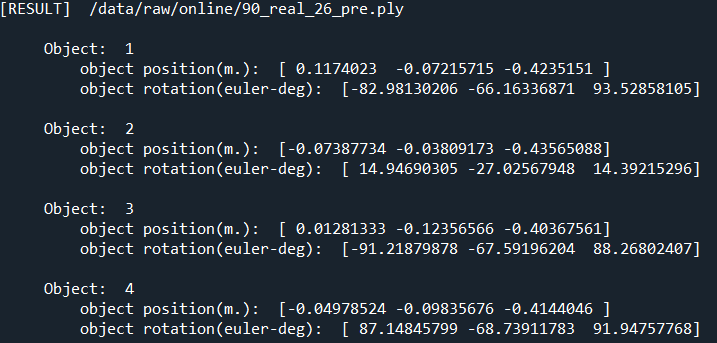 [RESULT]  /data/raw/online/90_real_26_pre.ply
Object:  1
object position(m.):  [ 0.1174023  -0.07215715 -0.4235151 ]
object rotation(euler-deg):  [-82.98130206 -66.16336871  93.52858105]
Object:  2
object position(m.):  [-0.07387734 -0.03809173 -0.43565088]
object rotation(euler-deg):  [ 14.94690305 -27.02567948  14.39215296]
Object:  3
object position(m.):  [ 0.01281333 -0.12356566 -0.40367561]
object rotation(euler-deg):  [-91.21879878 -67.59196204  88.26802407]
Object:  4
object position(m.):  [-0.04978524 -0.09835676 -0.4144046 ]
object rotation(euler-deg):  [ 87.14845799 -68.73911783  91.94757768]